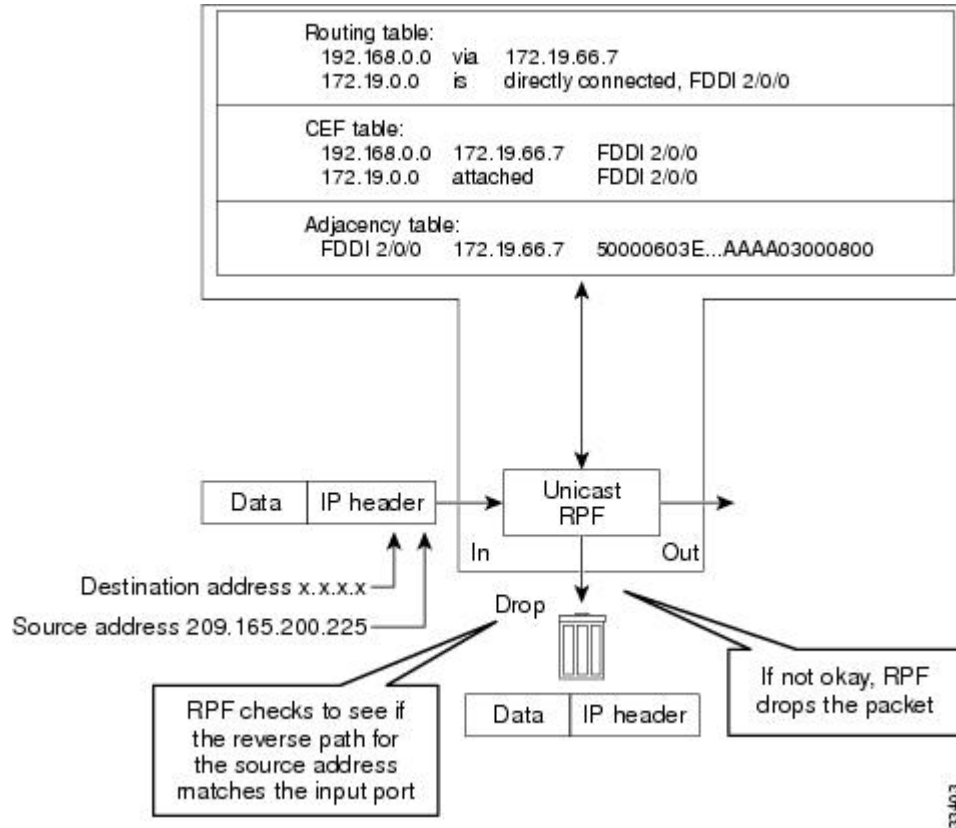 Routing table:
192.168.0.0 via 172.19.66.7
172.19.0.0 is directly connected, FDDI 2/0/0
CEF table:
192.168.0.0 172.19.66.7 FDDI 2/0/0
172.19.0.0 attached FDDI 2/0/0
Adjacency table:
FDDI 2/0/0 172.19.66.7 50000603E...AAAA03000800
Data
IP header
Unicast
RPF
In
Out
Destination address x.x.x.x
Source address 209.165.200.225
Drop
RPF checks to see if
the reverse path for
the source address
matches the input port
Data
IP header
If not okay, RPF
drops the packet
33403